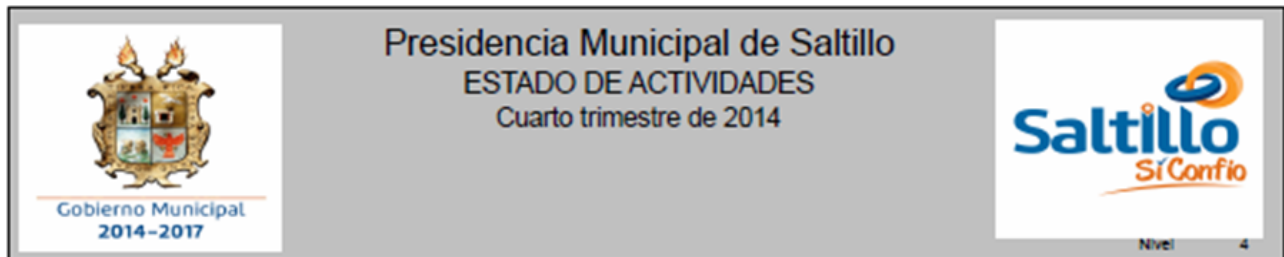 Presidencia Municipal de Saltillo
ESTADO DE ACTIVIDADES
Cuarto trimestre de 2014
Gobierno Municipal
2014-2017
Saltillo
Sí Confío
Nivel 4